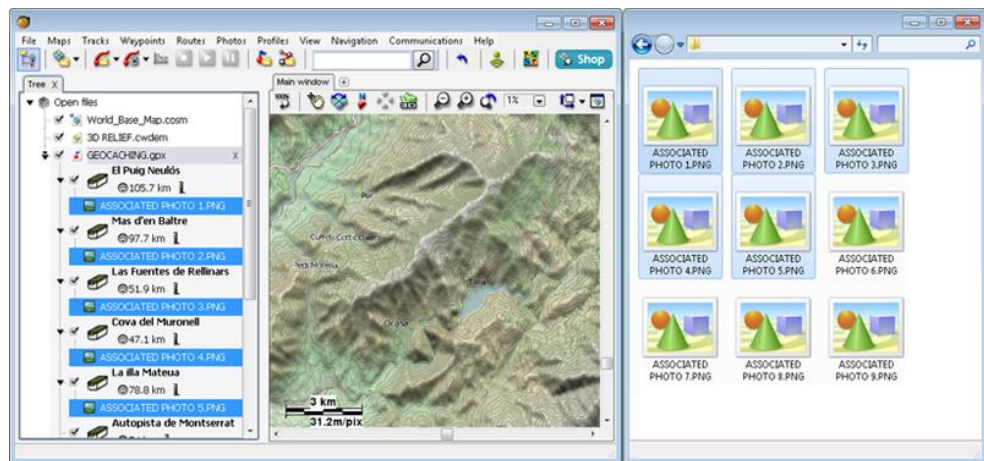 File Maps Tracks Waypoints Routes Photos Profiles View Navigation Communications Help
Shop
Tree X
Main window
100%
1%
Open files
World_Base_Map.cosm
3D RELIEF.cwdem
GEOCACHING.gpx x
El Puig Neulós
105.7 km
ASSOCIATED PHOTO 1.PNG
Mas d'en Baltre
97.7 km
ASSOCIATED PHOTO 2.PNG
Las Fuentes de Rellinars
51.9 km
ASSOCIATED PHOTO 3.PNG
Cova del Muronell
47.1 km
ASSOCIATED PHOTO 4.PNG
La illa Mateua
78.8 km
ASSOCIATED PHOTO 5.PNG
Autopista de Montserrat
3 km
31.2m/pix
ASSOCIATED
PHOTO 1.PNG
ASSOCIATED
PHOTO 2.PNG
ASSOCIATED
PHOTO 3.PNG
ASSOCIATED
PHOTO 4.PNG
ASSOCIATED
PHOTO 5.PNG
ASSOCIATED
PHOTO 6.PNG
ASSOCIATED
PHOTO 7.PNG
ASSOCIATED
PHOTO 8.PNG
ASSOCIATED
PHOTO 9.PNG